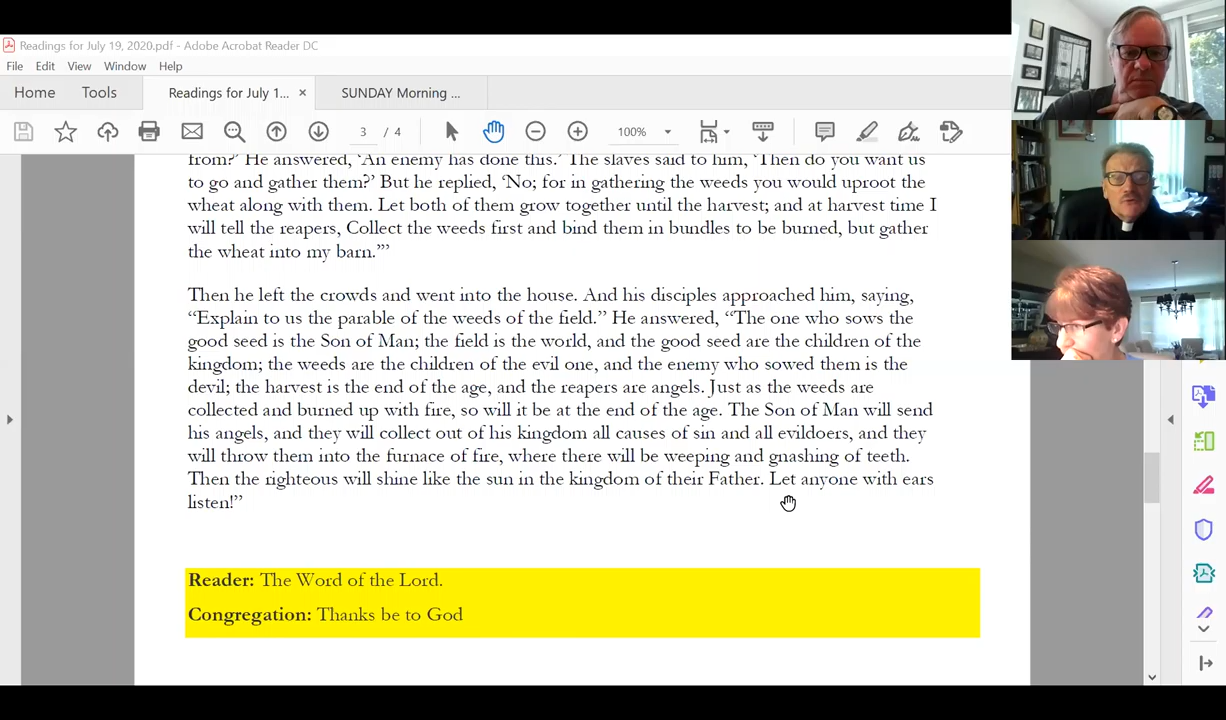 Readings for July 19, 2020.pdf - Adobe Acrobat Reader DC
File Edit View Window Help
Home Tools Readings for July 1... × SUNDAY Morning ...
3 / 4 100%
from?’ He answered, ‘An enemy has done this.’ The slaves said to him, ‘Then do you want us
to go and gather them?’ But he replied, ‘No; for in gathering the weeds you would uproot the
wheat along with them. Let both of them grow together until the harvest; and at harvest time I
will tell the reapers, Collect the weeds first and bind them in bundles to be burned, but gather
the wheat into my barn.”’
Then he left the crowds and went into the house. And his disciples approached him, saying,
“Explain to us the parable of the weeds of the field.” He answered, “The one who sows the
good seed is the Son of Man; the field is the world, and the good seed are the children of the
kingdom; the weeds are the children of the evil one, and the enemy who sowed them is the
devil; the harvest is the end of the age, and the reapers are angels. Just as the weeds are
collected and burned up with fire, so will it be at the end of the age. The Son of Man will send
his angels, and they will collect out of his kingdom all causes of sin and all evildoers, and they
will throw them into the furnace of fire, where there will be weeping and gnashing of teeth.
Then the righteous will shine like the sun in the kingdom of their Father. Let anyone with ears
listen!”
Reader: The Word of the Lord.
Congregation: Thanks be to God